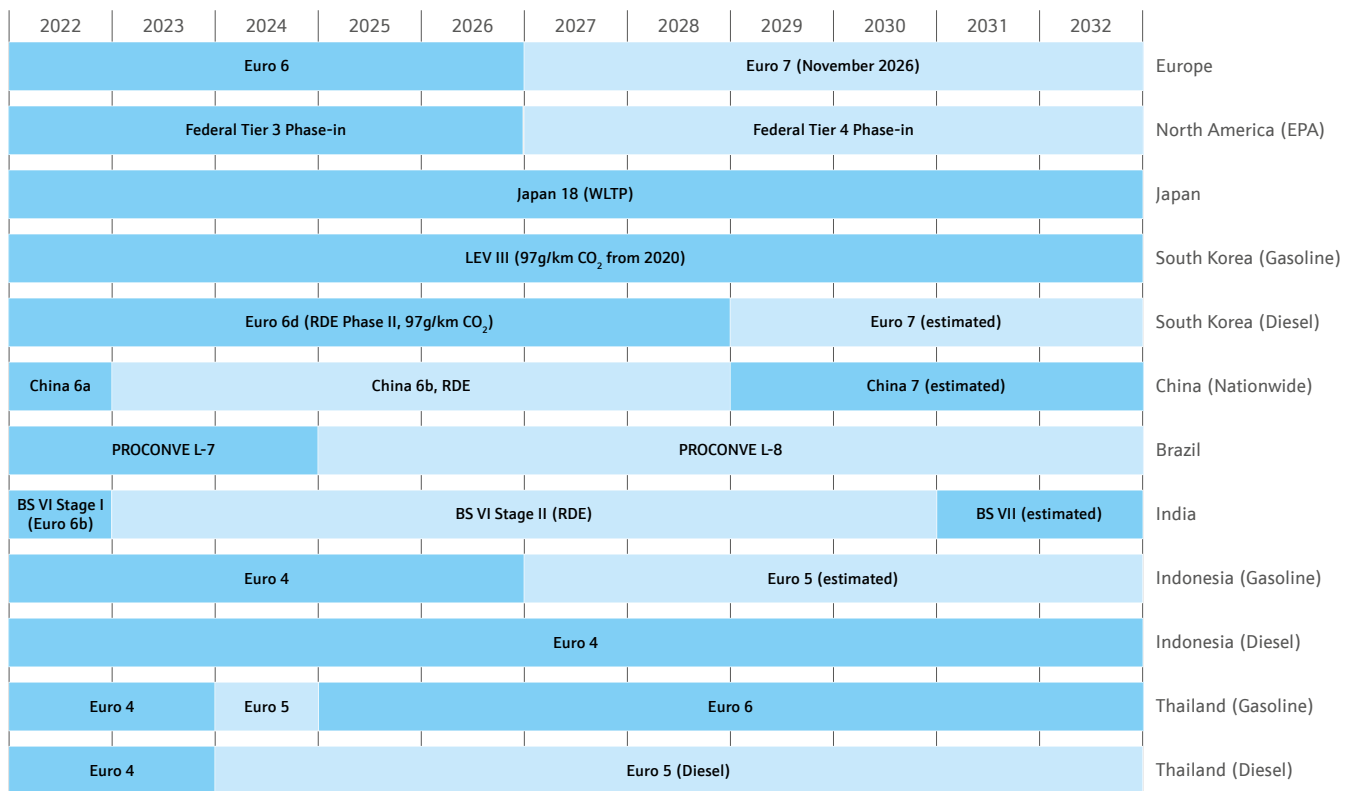 2022 2023 2024 2025 2026 2027 2028 2029 2030 2031 2032
Euro 6 Euro 7 (November 2026) Europe
Federal Tier 3 Phase-in Federal Tier 4 Phase-in North America (EPA)
Japan 18 (WLTP) Japan
LEV III (97g/km CO₂ from 2020) South Korea (Gasoline)
Euro 6d (RDE Phase II, 97g/km CO₂) Euro 7 (estimated) South Korea (Diesel)
China 6a China 6b, RDE China 7 (estimated) China (Nationwide)
PROCONVE L-7 PROCONVE L-8 Brazil
BS VI Stage I
(Euro 6b) BS VI Stage II (RDE) BS VII (estimated) India
Euro 4 Euro 5 (estimated) Indonesia (Gasoline)
Euro 4 Indonesia (Diesel)
Euro 4 Euro 5 Euro 6 Thailand (Gasoline)
Euro 4 Euro 5 (Diesel) Thailand (Diesel)